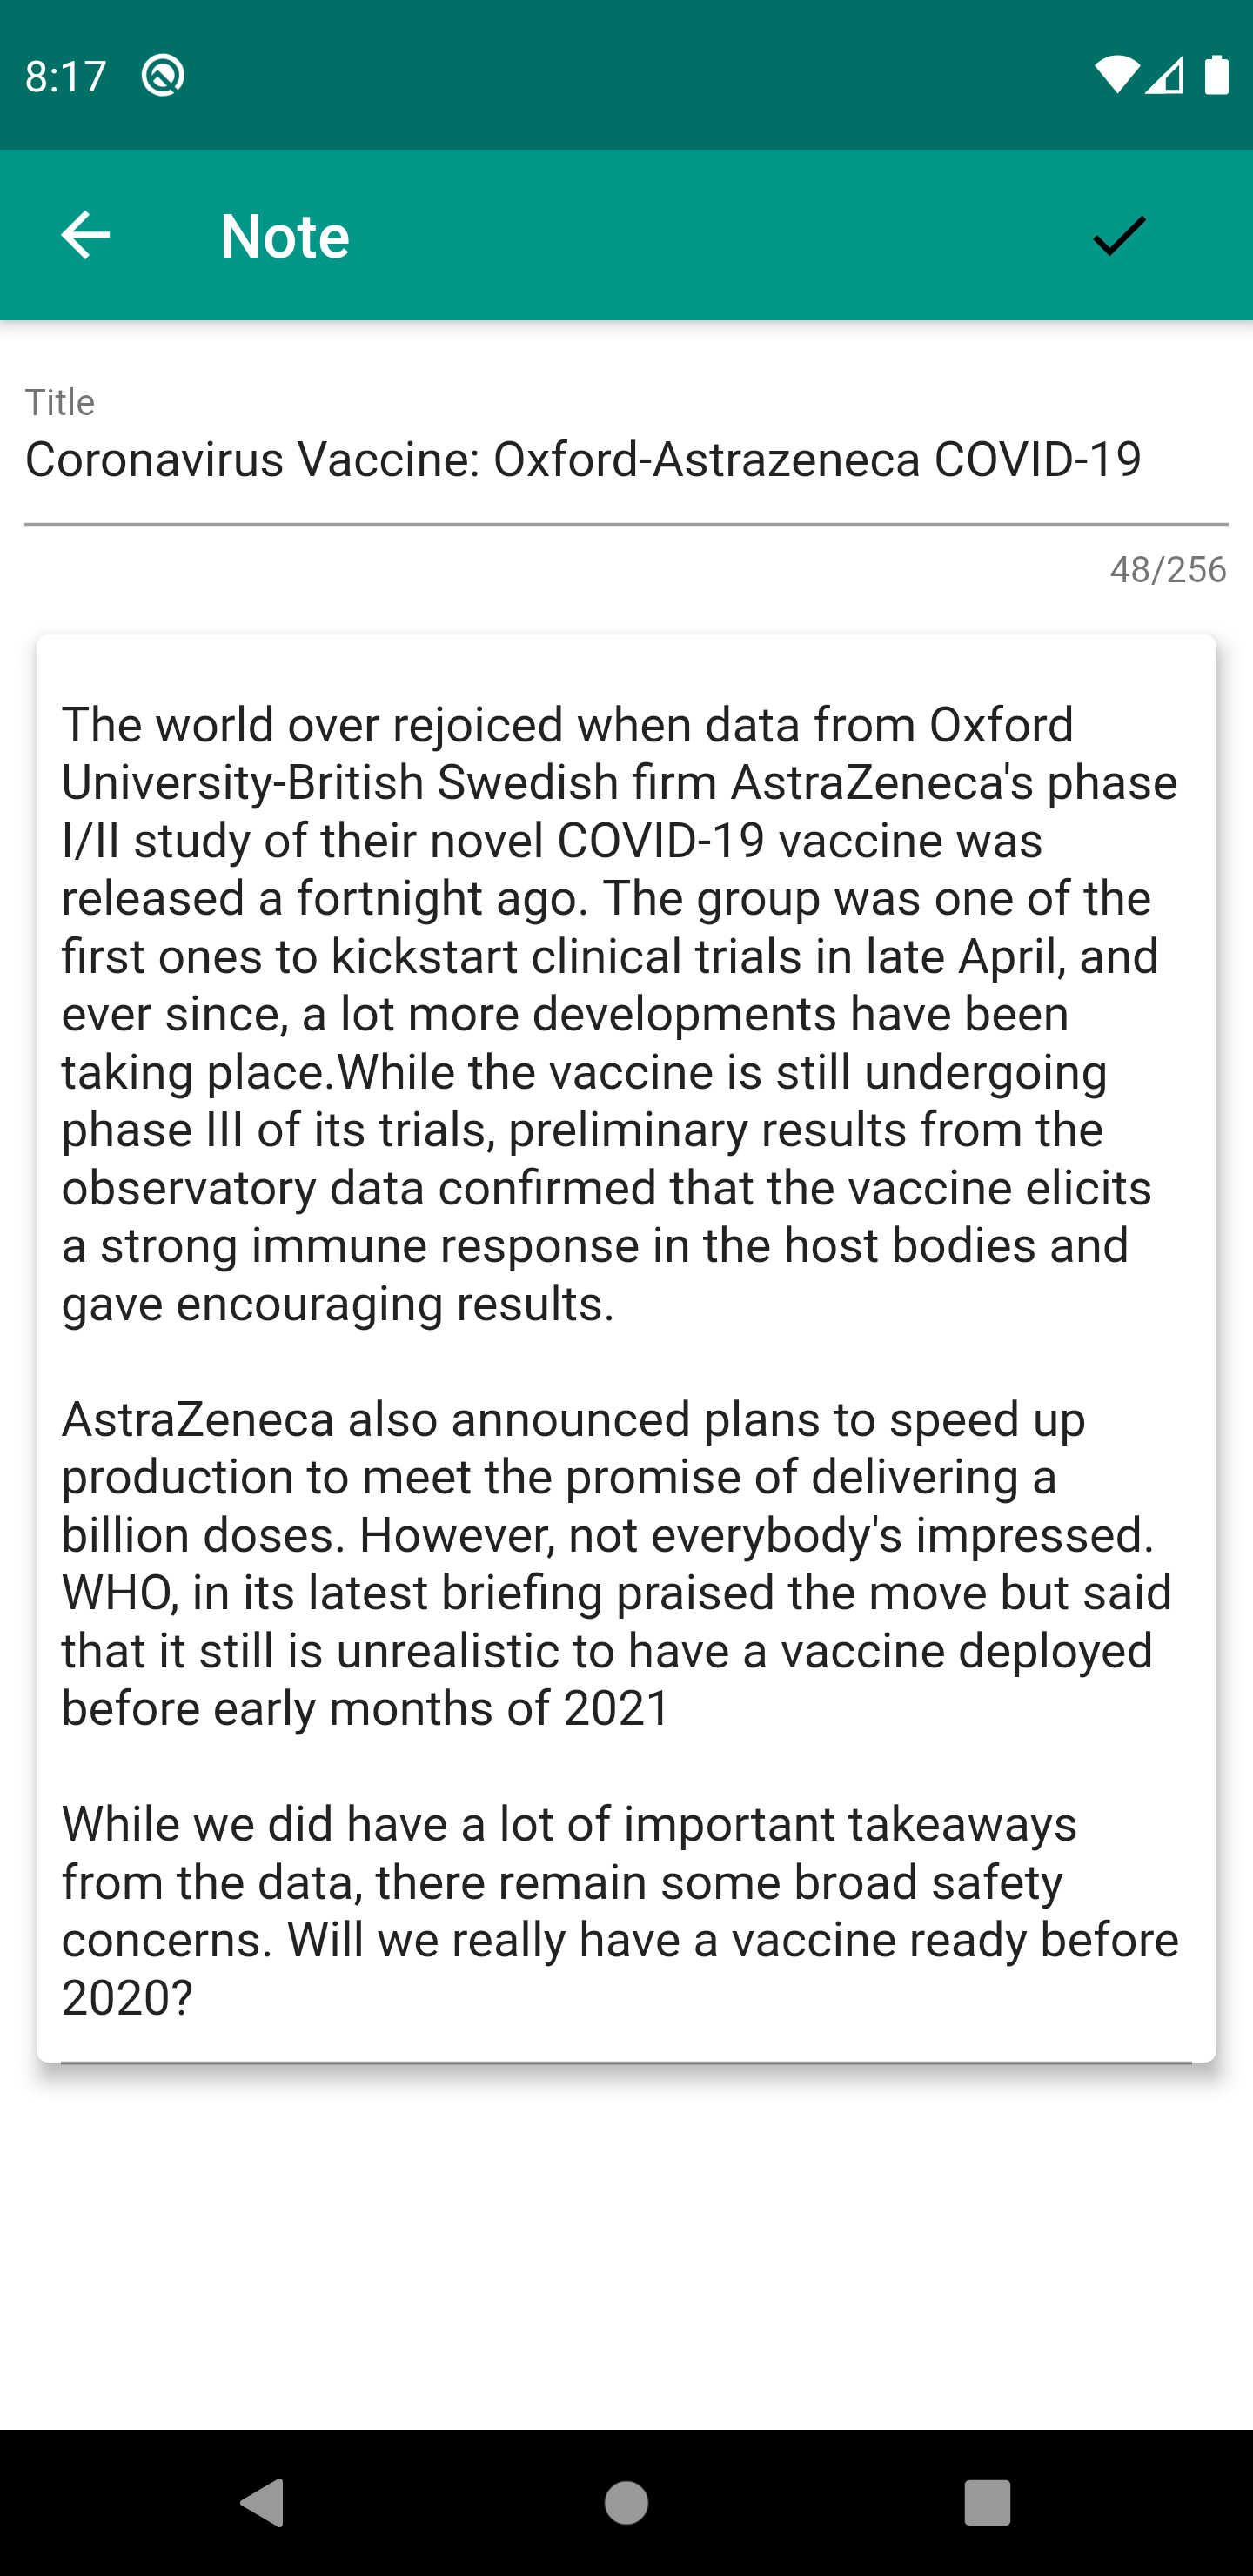 8:17
Note
Title
Coronavirus Vaccine: Oxford-Astrazeneca COVID-19
48/256
The world over rejoiced when data from Oxford
University-British Swedish firm AstraZeneca's phase
I/II study of their novel COVID-19 vaccine was
released a fortnight ago. The group was one of the
first ones to kickstart clinical trials in late April, and
ever since, a lot more developments have been
taking place.While the vaccine is still undergoing
phase III of its trials, preliminary results from the
observatory data confirmed that the vaccine elicits
a strong immune response in the host bodies and
gave encouraging results.
AstraZeneca also announced plans to speed up
production to meet the promise of delivering a
billion doses. However, not everybody's impressed.
WHO, in its latest briefing praised the move but said
that it still is unrealistic to have a vaccine deployed
before early months of 2021
While we did have a lot of important takeaways
from the data, there remain some broad safety
concerns. Will we really have a vaccine ready before
2020?